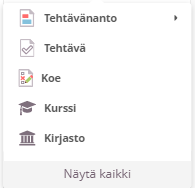 Tehtävänanto
Tehtävä
Koe
Kurssi
Kirjasto
Näytä kaikki